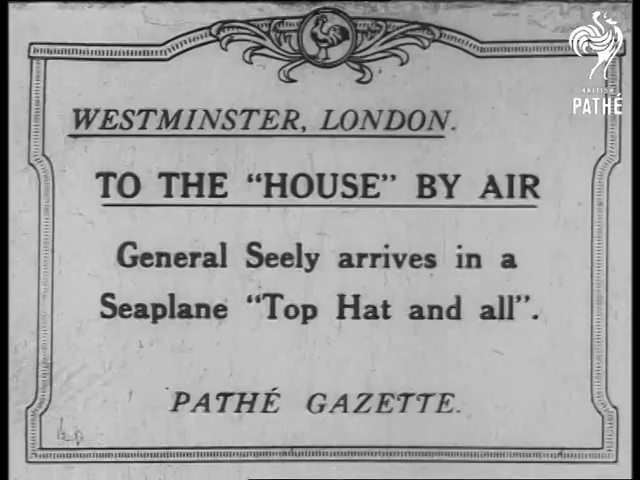 BRITISH
PATHÉ
WESTMINSTER, LONDON.
TO THE "HOUSE" BY AIR
General Seely arrives in a
Seaplane "Top Hat and all".
PATHÉ GAZETTE.